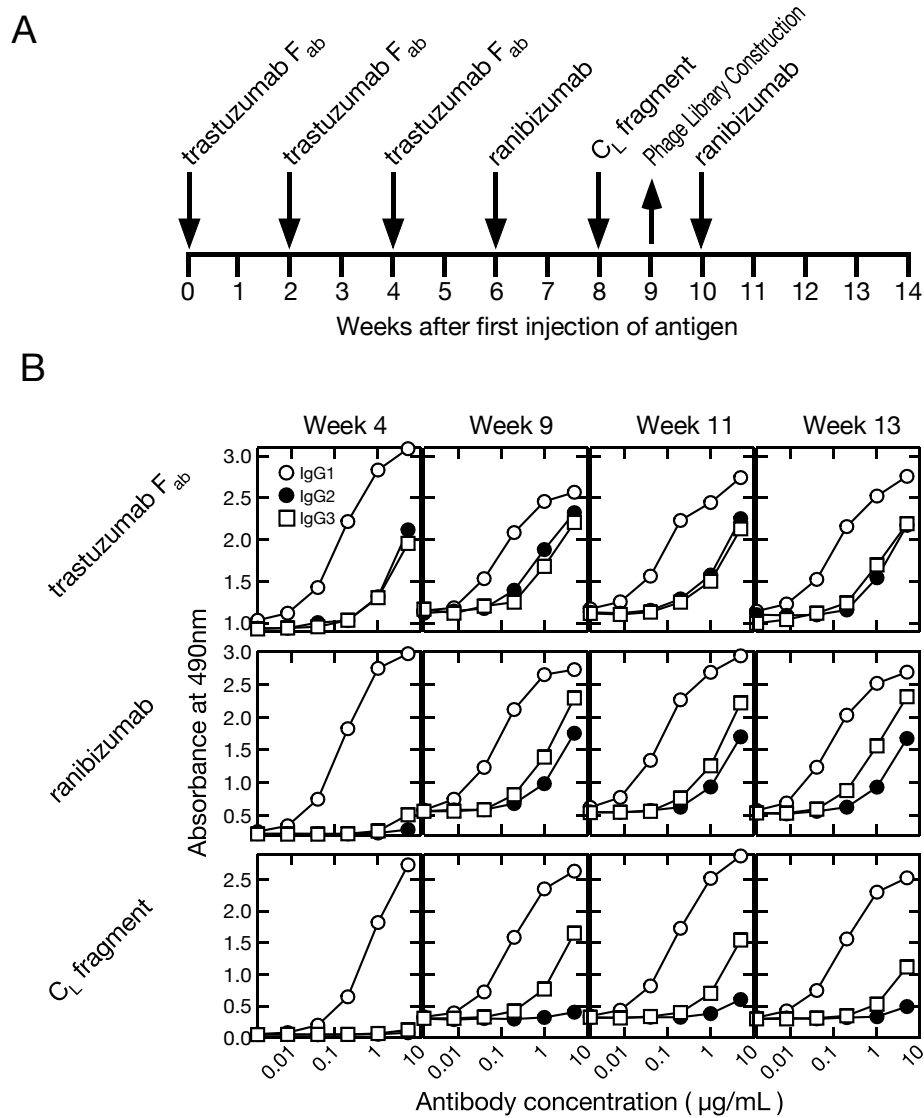 A
trastuzumab Fab
trastuzumab Fab
trastuzumab Fab
ranibizumab
CL fragment
Phage Library Construction
ranibizumab
0 1 2 3 4 5 6 7 8 9 10 11 12 13 14
Weeks after first injection of antigen
B
Week 4 Week 9 Week 11 Week 13
trastuzumab Fab
3.0
2.5
2.0
1.5
1.0
IgG1
IgG2
IgG3
ranibizumab
3.0
2.5
2.0
1.5
1.0
0.5
Absorbance at 490nm
CL fragment
2.5
2.0
1.5
1.0
0.5
0.0
0.01 0.1 1 10 0.01 0.1 1 10 0.01 0.1 1 10 0.01 0.1 1 10
Antibody concentration ( µg/mL )